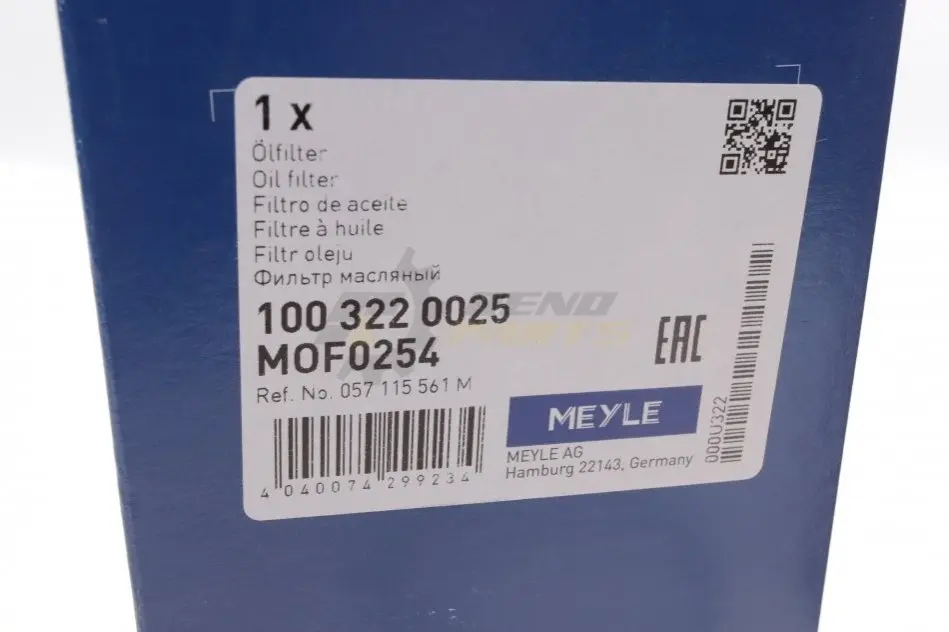 1 x
Ölfilter
Oil filter
Filtro de aceite
Filtre à huile
Filtr oleju
Фильтр масляный
100 322 0025
MOF0254
Ref. No. 057 115 561 M
4 040074 299234
EAC
MEYLE
MEYLE AG
Hamburg 22143, Germany
000U322
PARTS